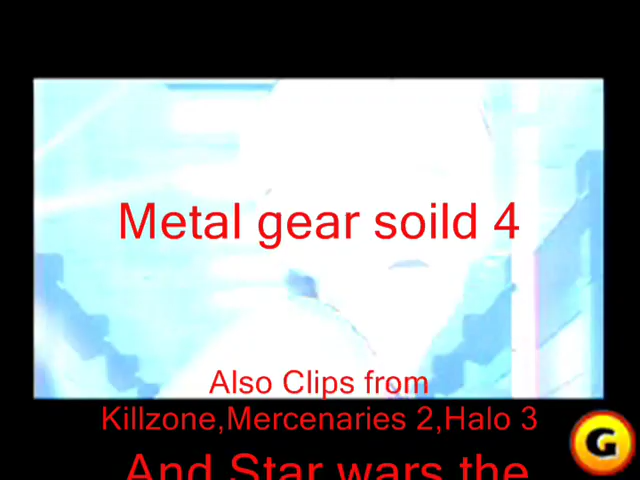 Metal gear soild 4
Also Clips from
Killzone,Mercenaries 2,Halo 3
And Star wars the
G